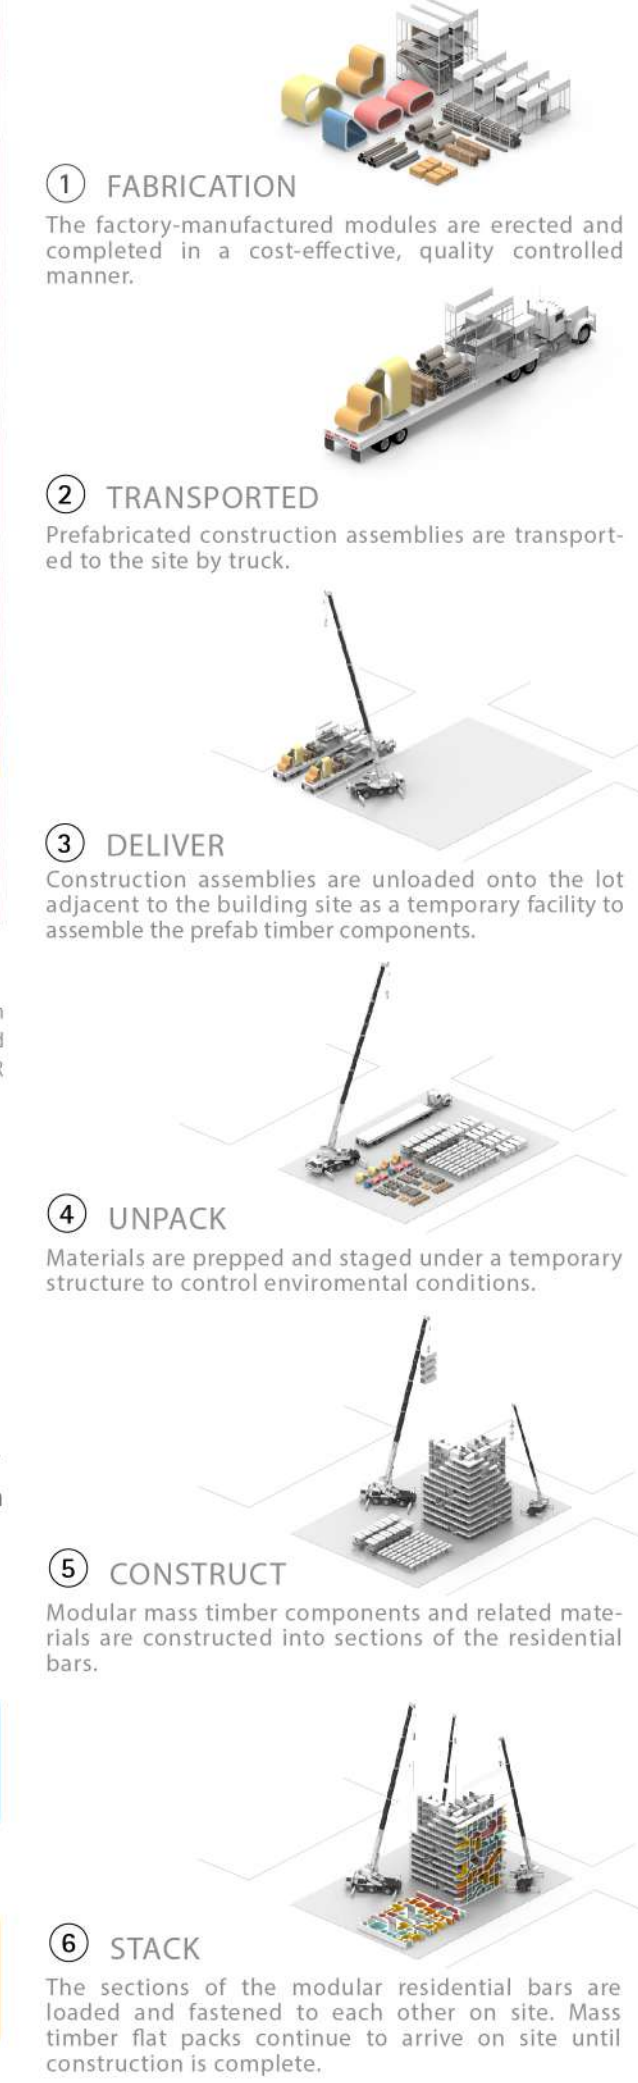 1 FABRICATION
The factory-manufactured modules are erected and
completed in a cost-effective, quality controlled
manner.
2 TRANSPORTED
Prefabricated construction assemblies are transport-
ed to the site by truck.
3 DELIVER
Construction assemblies are unloaded onto the lot
adjacent to the building site as a temporary facility to
assemble the prefab timber components.
4 UNPACK
Materials are prepped and staged under a temporary
structure to control enviromental conditions.
5 CONSTRUCT
Modular mass timber components and related mate-
rials are constructed into sections of the residential
bars.
6 STACK
The sections of the modular residential bars are
loaded and fastened to each other on site. Mass
timber flat packs continue to arrive on site until
construction is complete.